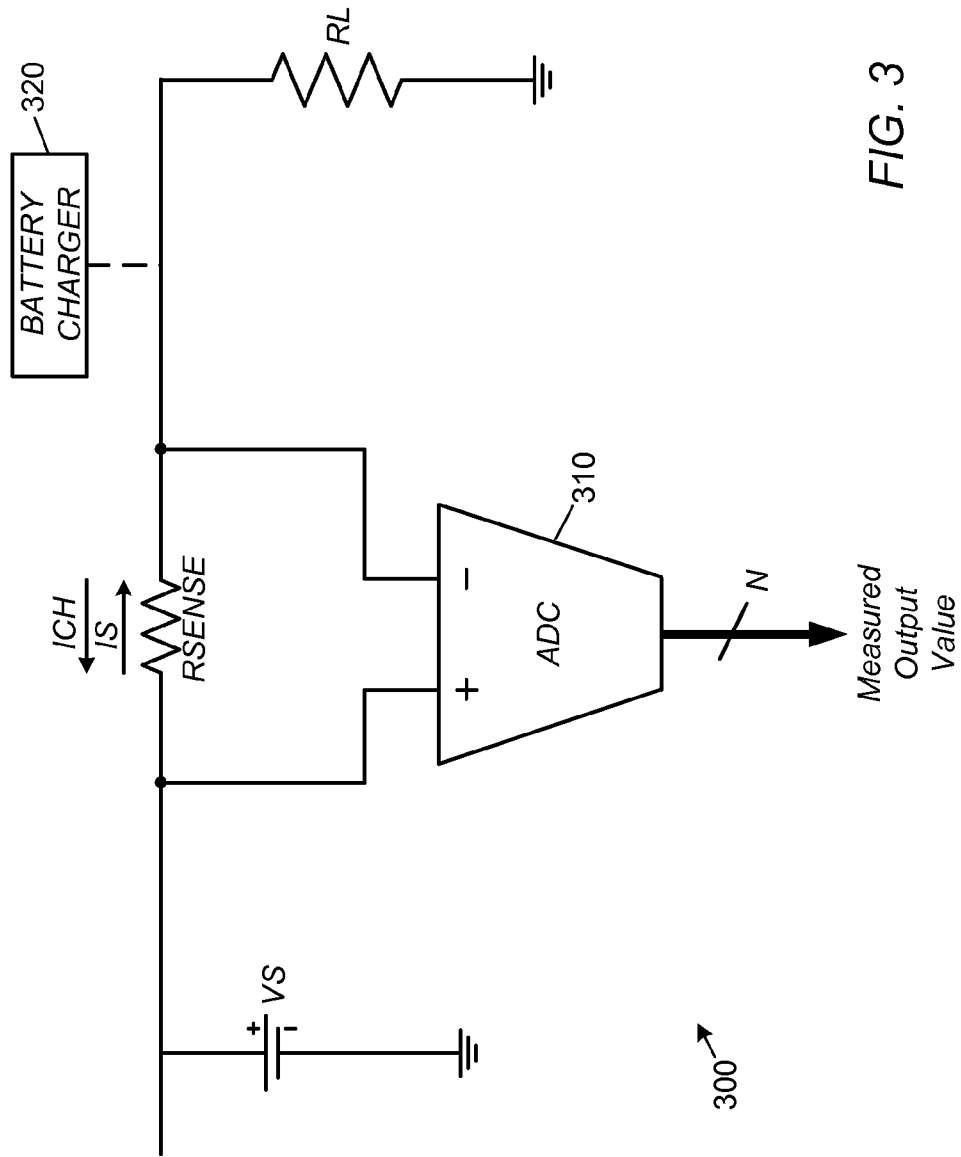 BATTERY
CHARGER
320
ICH
IS
RSENSE
RL
VS
+
-
+
-
ADC
310
N
Measured
Output
Value
300
FIG. 3